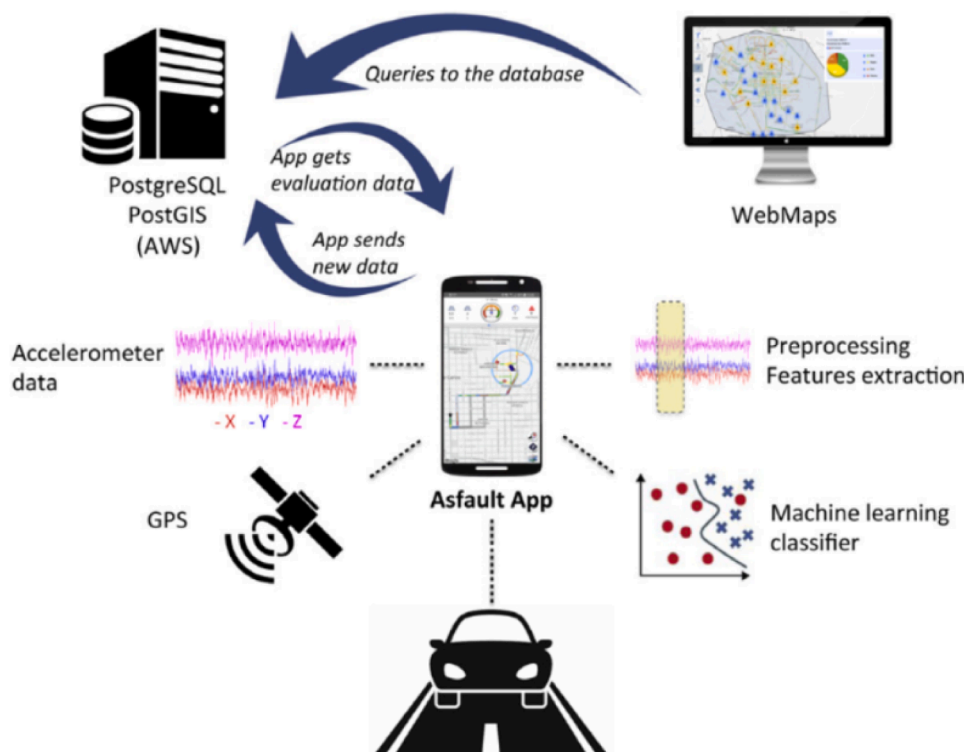 Queries to the database
App gets
evaluation data
PostgreSQL
PostGIS
(AWS)
WebMaps
App sends
new data
Accelerometer
data
- X - Y - Z
Preprocessing
Features extraction
GPS
Asfault App
Machine learning
classifier